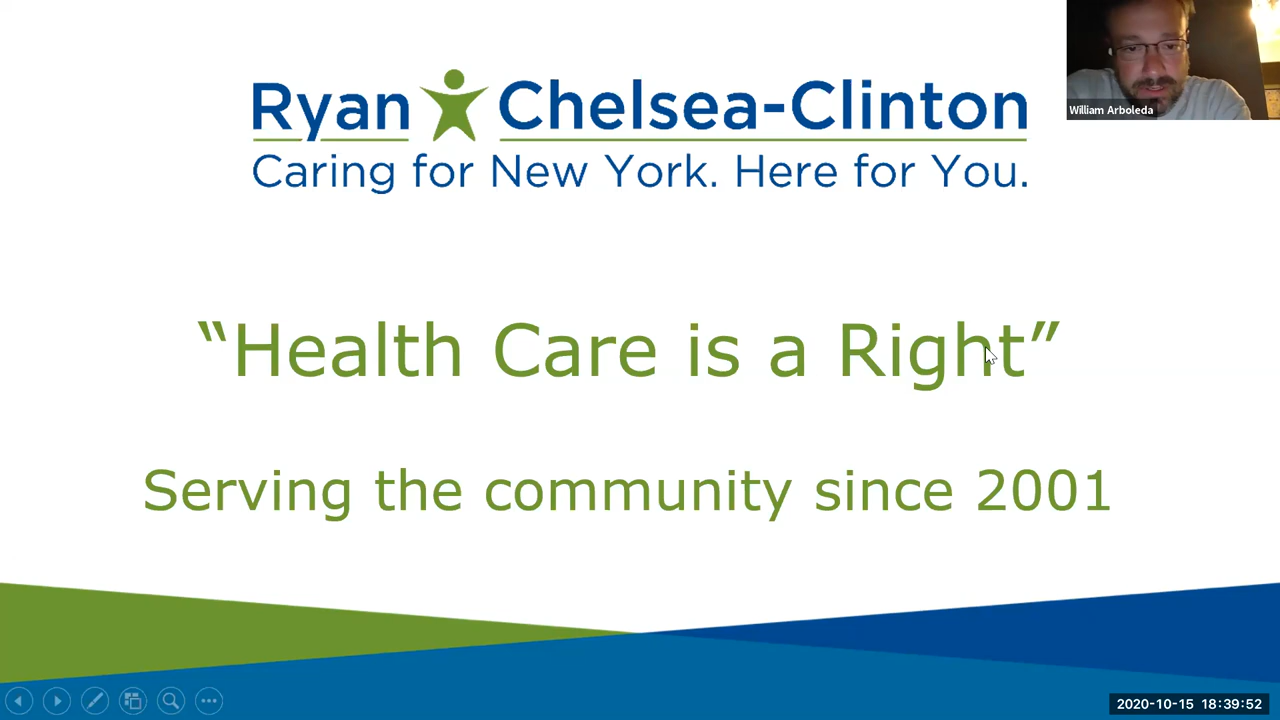 Ryan Chelsea-Clinton
Caring for New York. Here for You.
William Arboleda
“Health Care is a Right”
Serving the community since 2001
2020-10-15 18:39:52